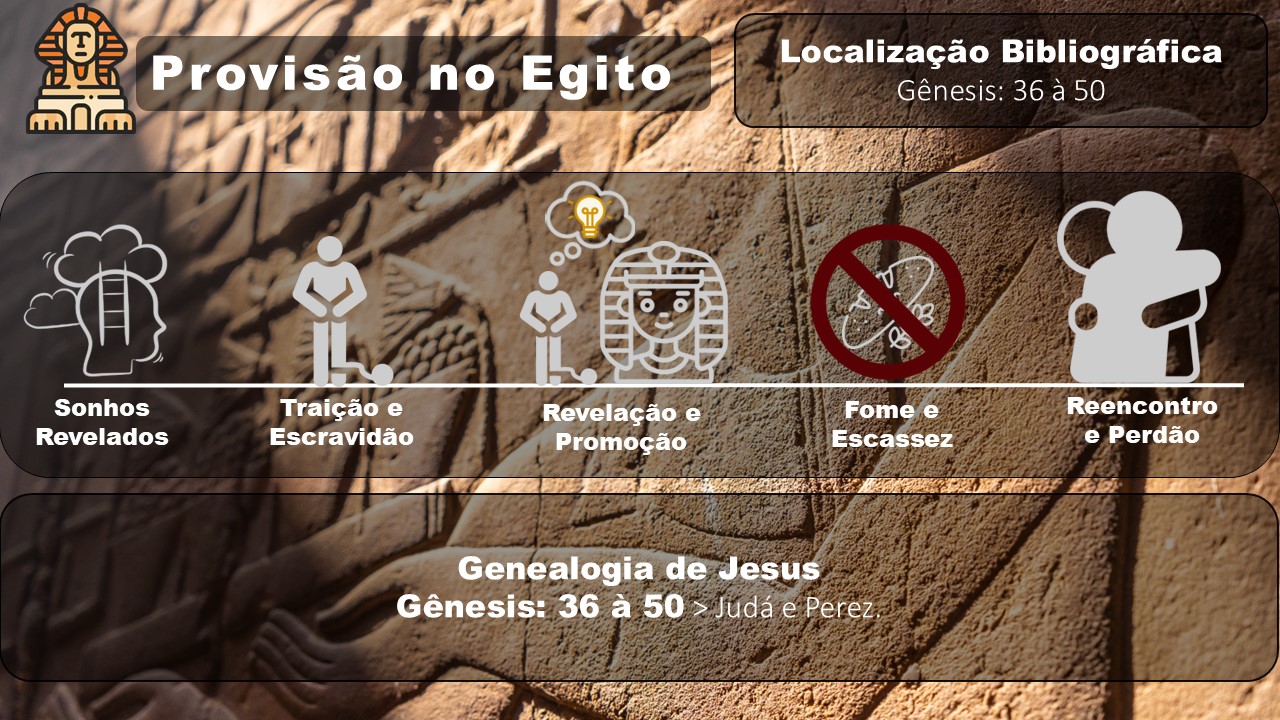 Provisão no Egito
Localização Bibliográfica
Gênesis: 36 à 50
Sonhos
Revelados
Traição e
Escravidão
Revelação e
Promoção
Fome e
Escassez
Reencontro
e Perdão
Genealogia de Jesus
Gênesis: 36 à 50 > Judá e Perez.